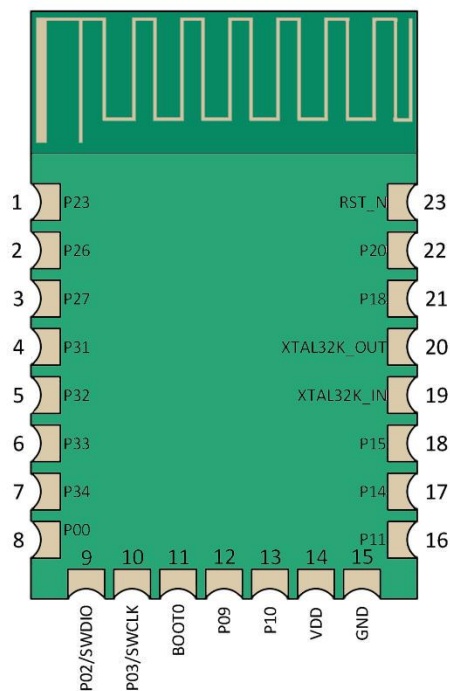 1 P23 RST_N 23
2 P26 P20 22
3 P27 P18 21
4 P31 XTAL32K_OUT 20
5 P32 XTAL32K_IN 19
6 P33 P15 18
7 P34 P14 17
8 P00 P11 16
9 10 11 12 13 14 15
P02/SWDIO
P03/SWCLK
BOOT0
P09
P10
VDD
GND